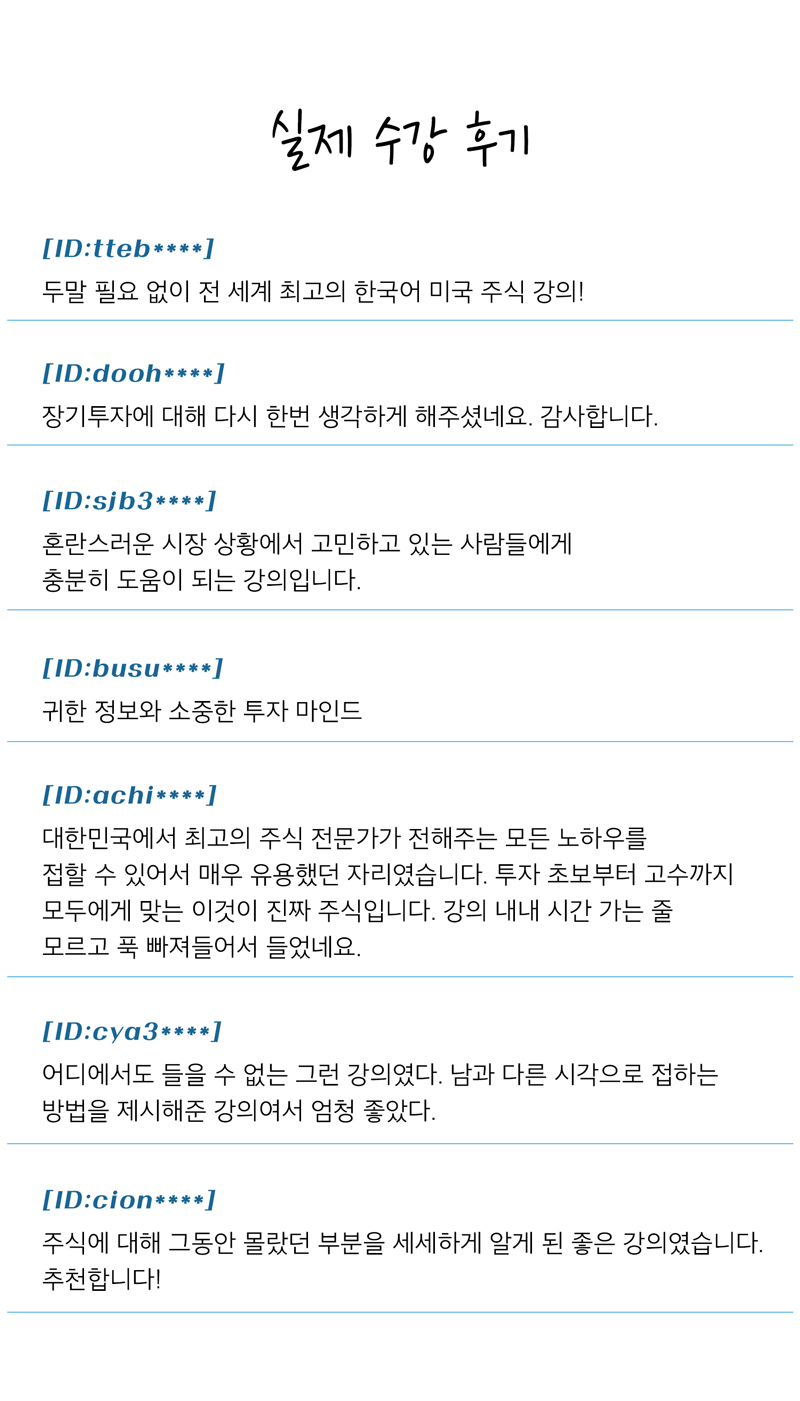 실제 수강 후기
[ID:tteb****]
두말 필요 없이 전 세계 최고의 한국어 미국 주식 강의!
[ID:dooh****]
장기투자에 대해 다시 한번 생각하게 해주셨네요. 감사합니다.
[ID:sjb3****]
혼란스러운 시장 상황에서 고민하고 있는 사람들에게
충분히 도움이 되는 강의입니다.
[ID:busu****]
귀한 정보와 소중한 투자 마인드
[ID:achi****]
대한민국에서 최고의 주식 전문가가 전해주는 모든 노하우를
접할 수 있어서 매우 유용했던 자리였습니다. 투자 초보부터 고수까지
모두에게 맞는 이것이 진짜 주식입니다. 강의 내내 시간 가는 줄
모르고 푹 빠져들어서 들었네요.
[ID:cya3****]
어디에서도 들을 수 없는 그런 강의였다. 남과 다른 시각으로 접하는
방법을 제시해준 강의여서 엄청 좋았다.
[ID:cion****]
주식에 대해 그동안 몰랐던 부분을 세세하게 알게 된 좋은 강의였습니다.
추천합니다!